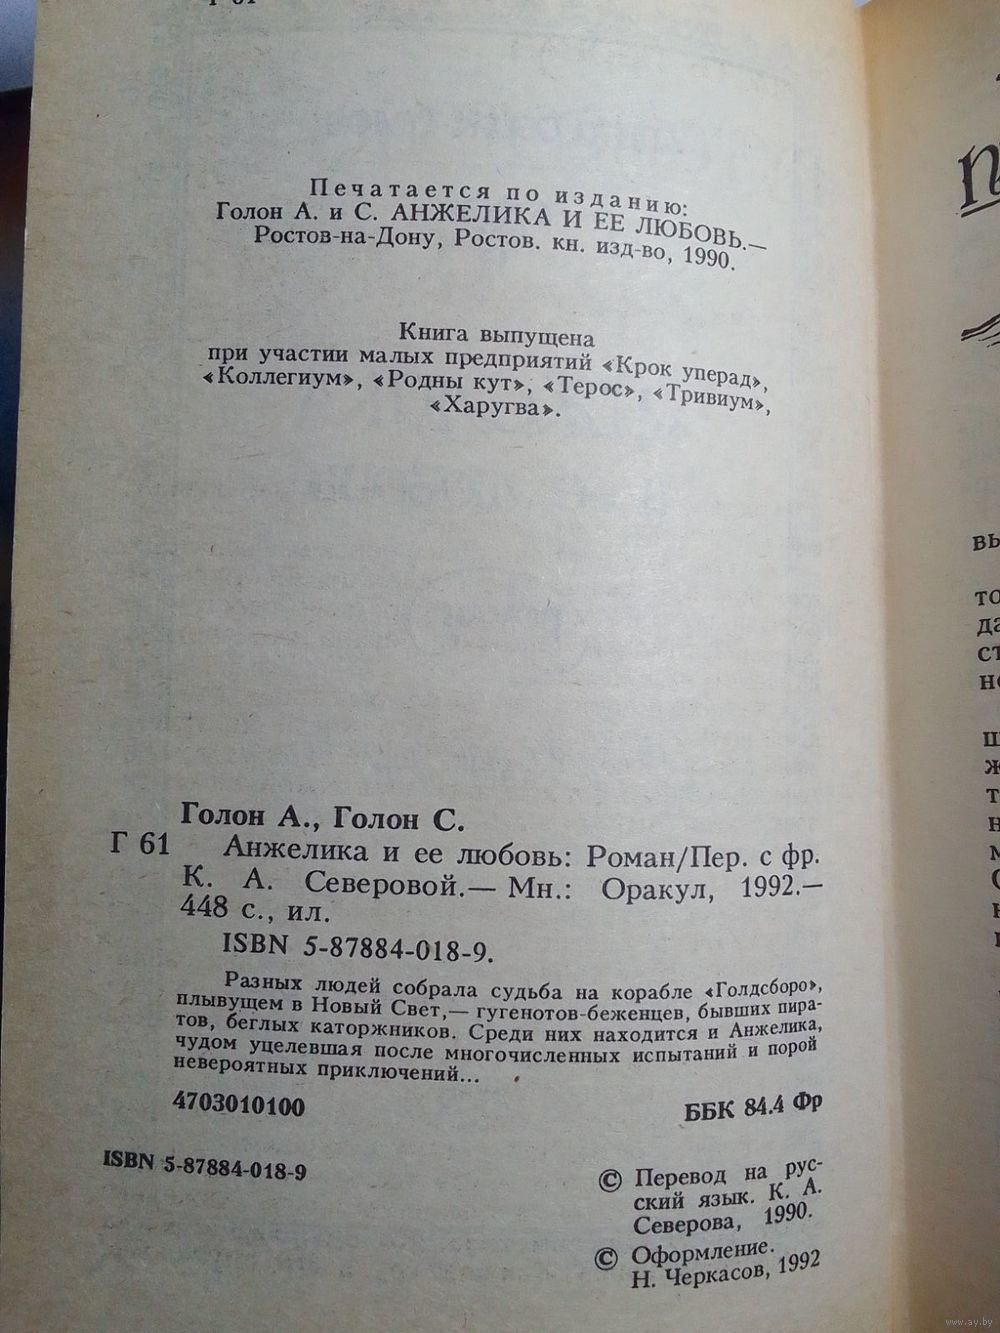 Печатается по изданию:
Голон А. и С. АНЖЕЛИКА И ЕЕ ЛЮБОВЬ.—
Ростов-на-Дону, Ростов. кн. изд-во, 1990.
Книга выпущена
при участии малых предприятий «Крок уперад»,
«Коллегиум», «Родны кут», «Терос», «Тривиум»,
«Харугва».
Голон А., Голон С.
Г 61 Анжелика и ее любовь: Роман/Пер. с фр.
К. А. Северовой.— Мн.: Оракул, 1992.—
448 с., ил.
ISBN 5-87884-018-9.
Разных людей собрала судьба на корабле «Голдсборо»,
плывущем в Новый Свет,— гугенотов-беженцев, бывших пира-
тов, беглых каторжников. Среди них находится и Анжелика,
чудом уцелевшая после многочисленных испытаний и порой
невероятных приключений...
4703010100 ББК 84.4 Фр
ISBN 5-87884-018-9
© Перевод на рус-
ский язык. К. А.
Северова, 1990.
© Оформление.
Н. Черкасов, 1992
www.ay.by